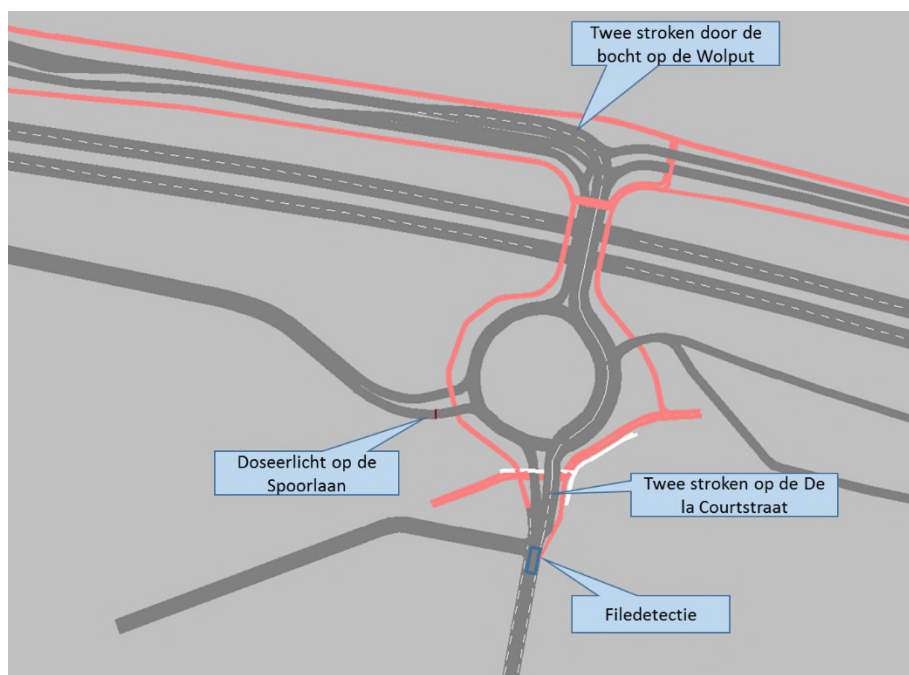 Twee stroken door de
bocht op de Wolput
Doseerlicht op de
Spoorlaan
Twee stroken op de De
la Courtstraat
Filedetectie